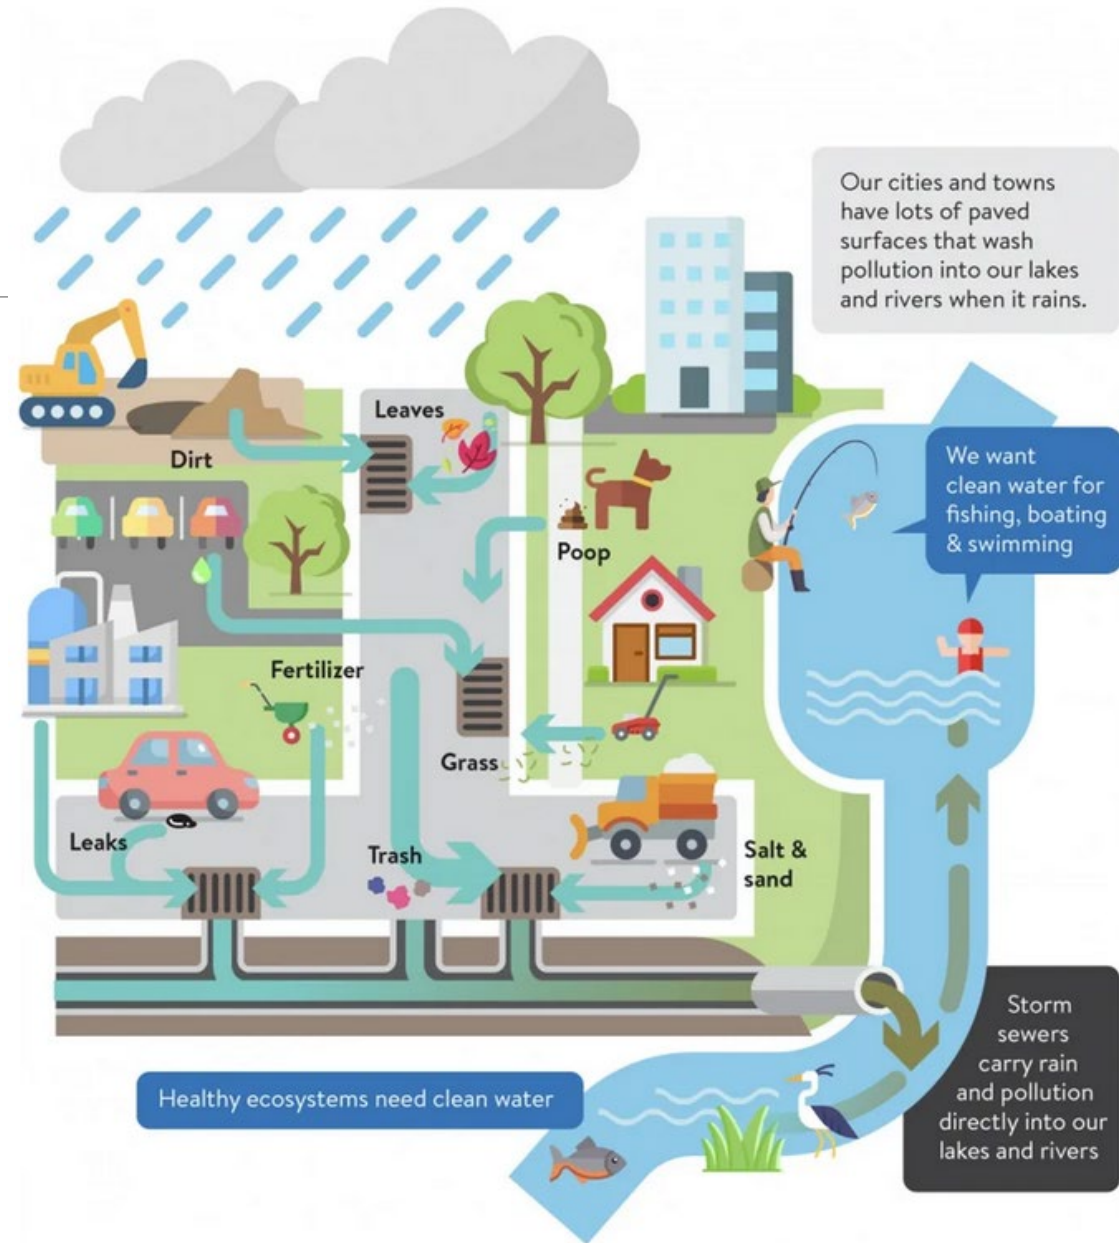 Our cities and towns
have lots of paved
surfaces that wash
pollution into our lakes
and rivers when it rains.
Leaves
Dirt
We want
clean water for
fishing, boating
& swimming
Poop
Fertilizer
Grass
Leaks
Trash
Salt &
sand
Storm
sewers
carry rain
and pollution
directly into our
lakes and rivers
Healthy ecosystems need clean water